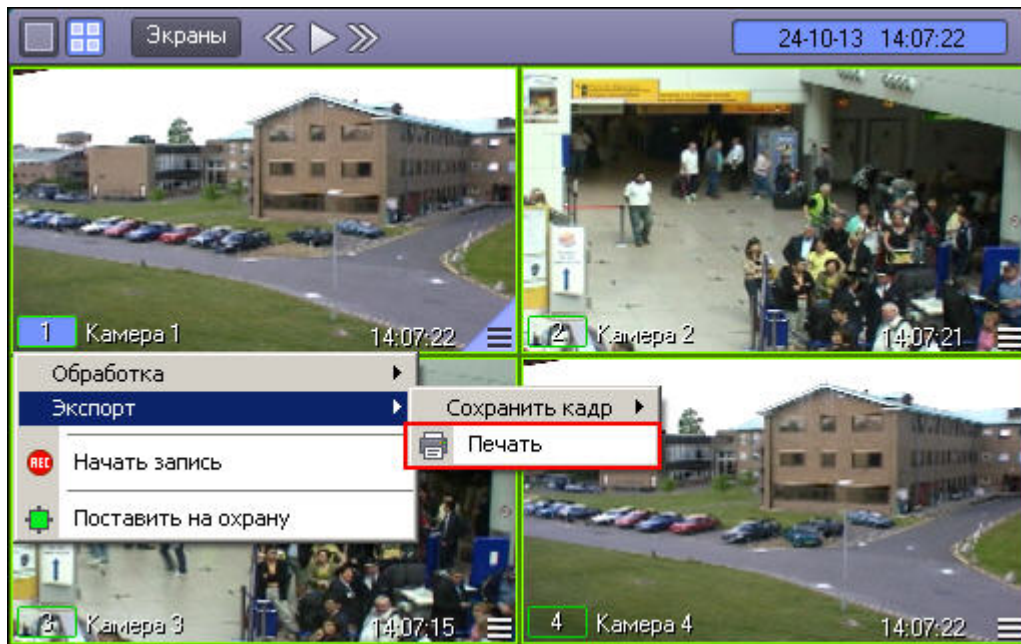 Экраны
24-10-13 14:07:22
1 Камера 1 14:07:22
2 Камера 2 14:07:21
Обработка
Экспорт
Сохранить кадр
Печать
REC Начать запись
Поставить на охрану
3 Камера 3 14:07:15
4 Камера 4 14:07:22